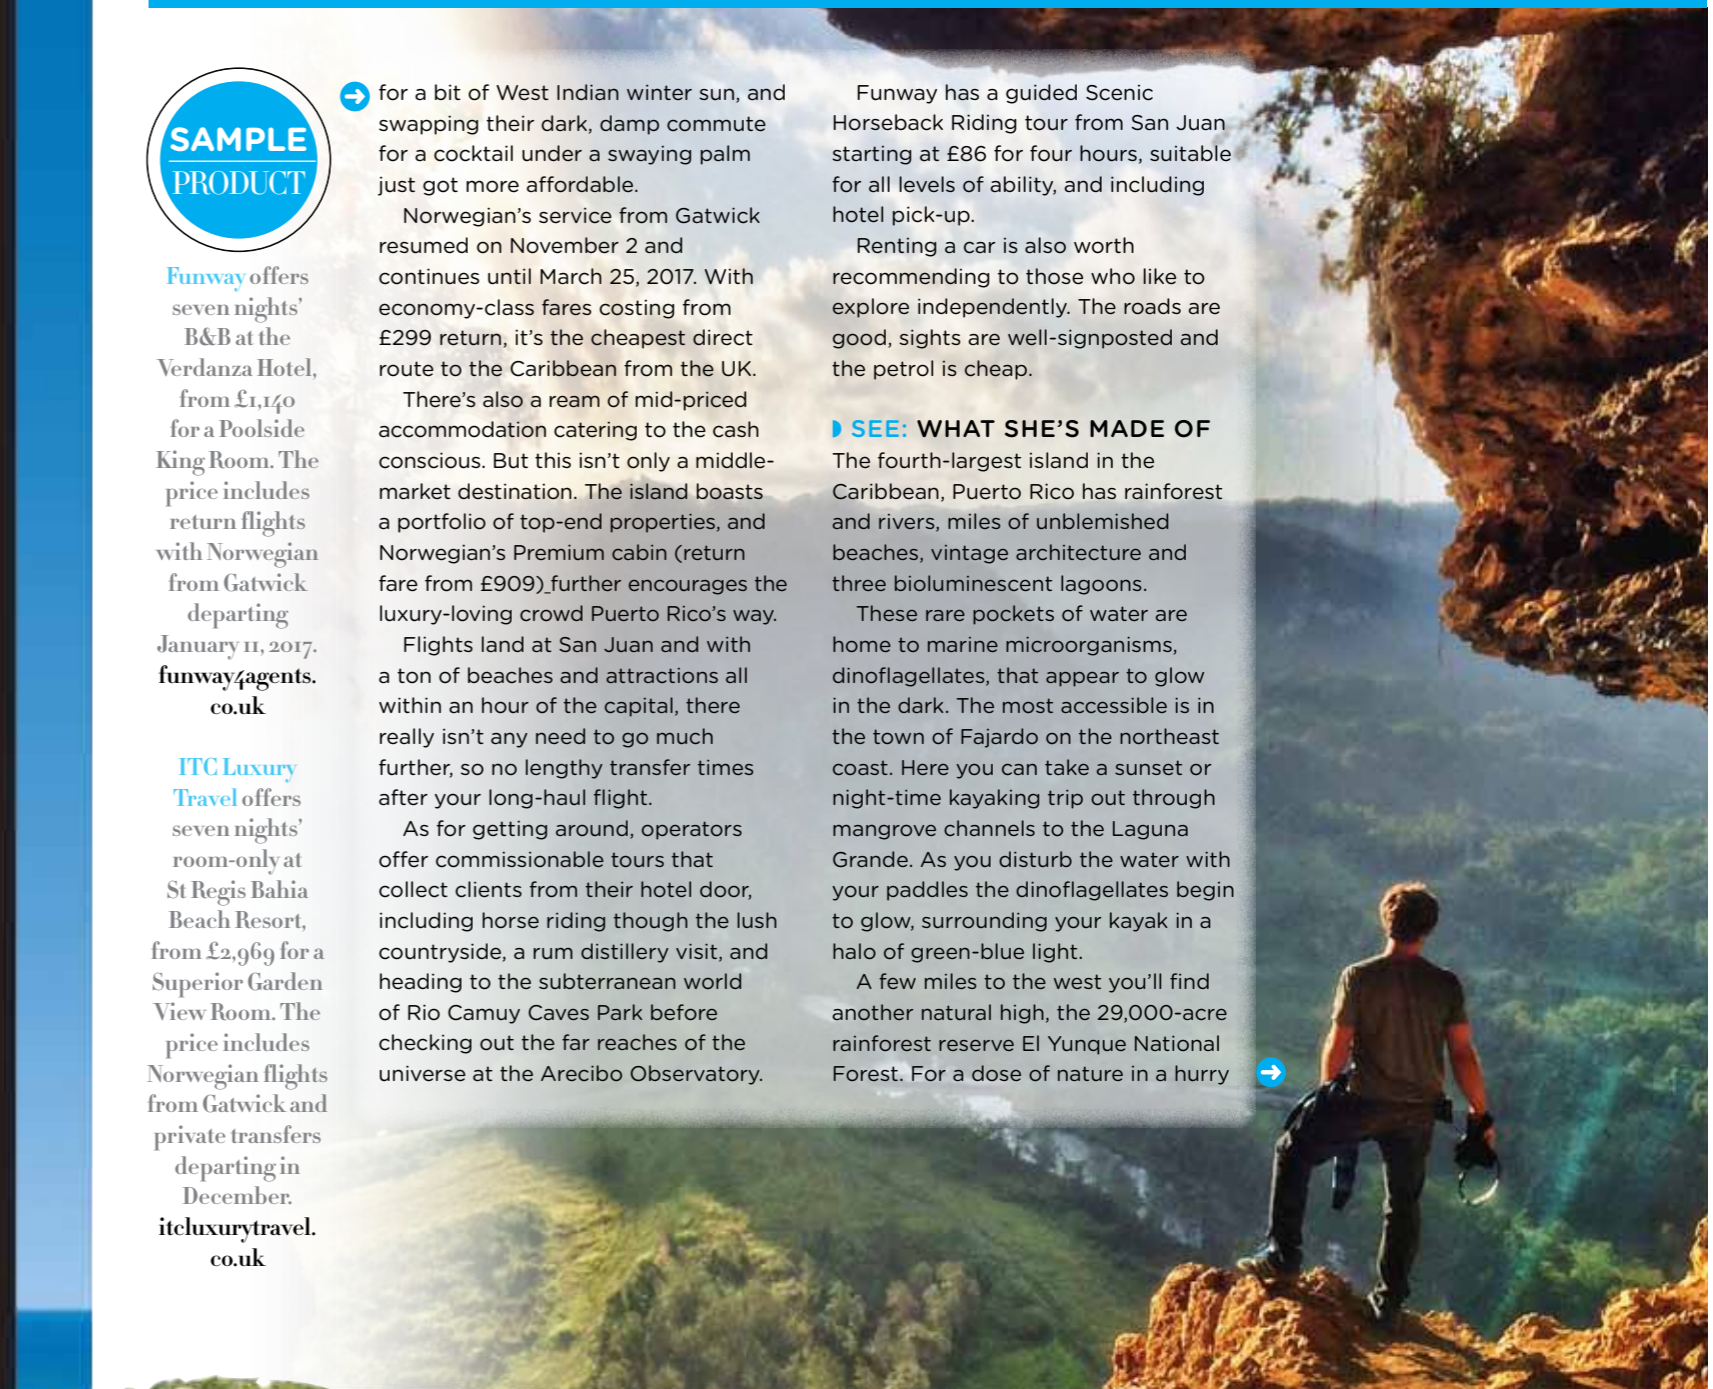 SAMPLE
PRODUCT
Funway offers
seven nights’
B&B at the
Verdanza Hotel,
from £1,140
for a Poolside
King Room. The
price includes
return flights
with Norwegian
from Gatwick
departing
January 11, 2017.
funway4agents.
co.uk
ITC Luxury
Travel offers
seven nights’
room-only at
St Regis Bahia
Beach Resort,
from £2,969 for a
Superior Garden
View Room. The
price includes
Norwegian flights
from Gatwick and
private transfers
departing in
December.
itcluxurytravel.
co.uk
for a bit of West Indian winter sun, and
swapping their dark, damp commute
for a cocktail under a swaying palm
just got more affordable.
Norwegian’s service from Gatwick
resumed on November 2 and
continues until March 25, 2017. With
economy-class fares costing from
£299 return, it’s the cheapest direct
route to the Caribbean from the UK.
There’s also a ream of mid-priced
accommodation catering to the cash
conscious. But this isn’t only a middle-
market destination. The island boasts
a portfolio of top-end properties, and
Norwegian’s Premium cabin (return
fare from £909) further encourages the
luxury-loving crowd Puerto Rico’s way.
Flights land at San Juan and with
a ton of beaches and attractions all
within an hour of the capital, there
really isn’t any need to go much
further, so no lengthy transfer times
after your long-haul flight.
As for getting around, operators
offer commissionable tours that
collect clients from their hotel door,
including horse riding though the lush
countryside, a rum distillery visit, and
heading to the subterranean world
of Rio Camuy Caves Park before
checking out the far reaches of the
universe at the Arecibo Observatory.
Funway has a guided Scenic
Horseback Riding tour from San Juan
starting at £86 for four hours, suitable
for all levels of ability, and including
hotel pick-up.
Renting a car is also worth
recommending to those who like to
explore independently. The roads are
good, sights are well-signposted and
the petrol is cheap.
SEE: WHAT SHE’S MADE OF
The fourth-largest island in the
Caribbean, Puerto Rico has rainforest
and rivers, miles of unblemished
beaches, vintage architecture and
three bioluminescent lagoons.
These rare pockets of water are
home to marine microorganisms,
dinoflagellates, that appear to glow
in the dark. The most accessible is in
the town of Fajardo on the northeast
coast. Here you can take a sunset or
night-time kayaking trip out through
mangrove channels to the Laguna
Grande. As you disturb the water with
your paddles the dinoflagellates begin
to glow, surrounding your kayak in a
halo of green-blue light.
A few miles to the west you’ll find
another natural high, the 29,000-acre
rainforest reserve El Yunque National
Forest. For a dose of nature in a hurry